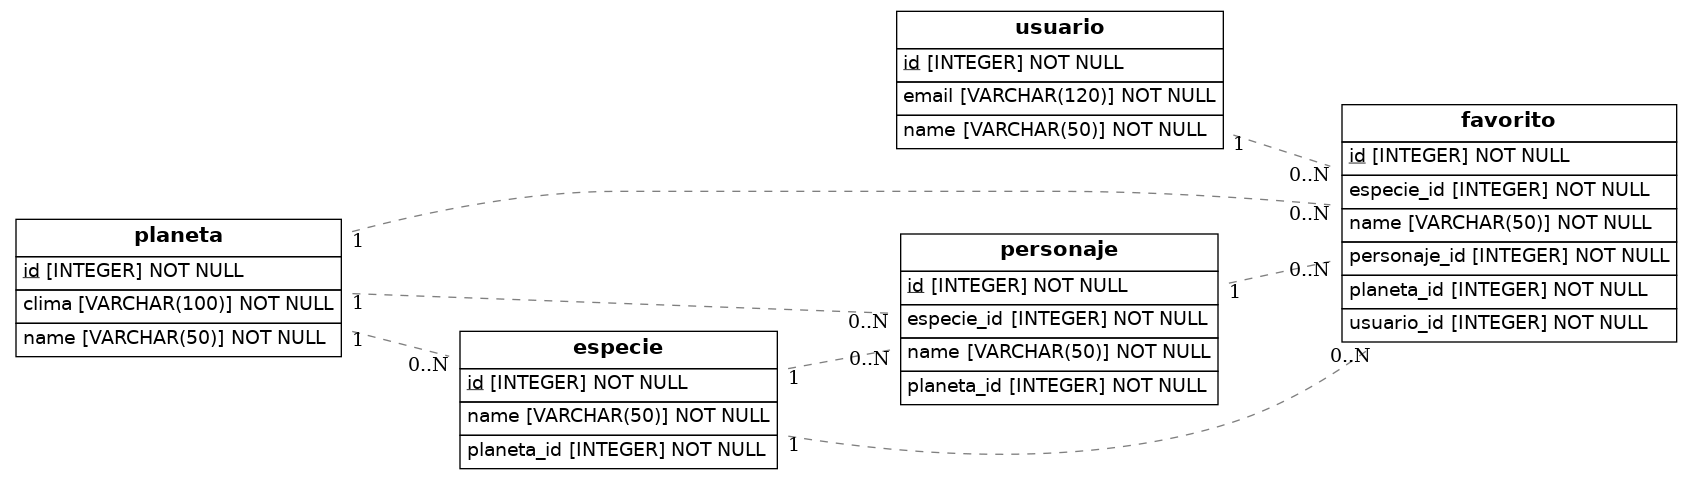 usuario
id [INTEGER] NOT NULL
email [VARCHAR(120)] NOT NULL
name [VARCHAR(50)] NOT NULL
1
0..N
favorito
id [INTEGER] NOT NULL
especie_id [INTEGER] NOT NULL
name [VARCHAR(50)] NOT NULL
personaje_id [INTEGER] NOT NULL
planeta_id [INTEGER] NOT NULL
usuario_id [INTEGER] NOT NULL
planeta
id [INTEGER] NOT NULL
clima [VARCHAR(100)] NOT NULL
name [VARCHAR(50)] NOT NULL
1
0..N
1
0..N
1
0..N
personaje
id [INTEGER] NOT NULL
especie_id [INTEGER] NOT NULL
name [VARCHAR(50)] NOT NULL
planeta_id [INTEGER] NOT NULL
1
0..N
especie
id [INTEGER] NOT NULL
name [VARCHAR(50)] NOT NULL
planeta_id [INTEGER] NOT NULL
1
0..N
1
0..N